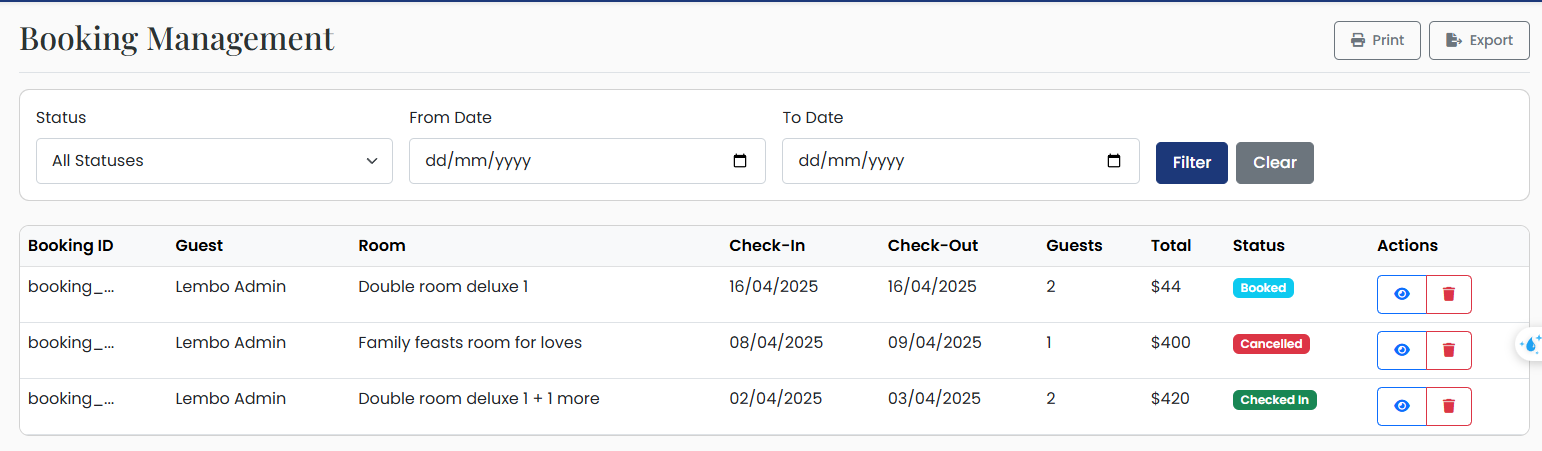 Booking Management
Print Export
Status From Date To Date
All Statuses dd/mm/yyyy dd/mm/yyyy Filter Clear
Booking ID Guest Room Check-In Check-Out Guests Total Status Actions
booking_... Lembo Admin Double room deluxe 1 16/04/2025 16/04/2025 2 $44 Booked
booking_... Lembo Admin Family feasts room for loves 08/04/2025 09/04/2025 1 $400 Cancelled
booking_... Lembo Admin Double room deluxe 1 + 1 more 02/04/2025 03/04/2025 2 $420 Checked In